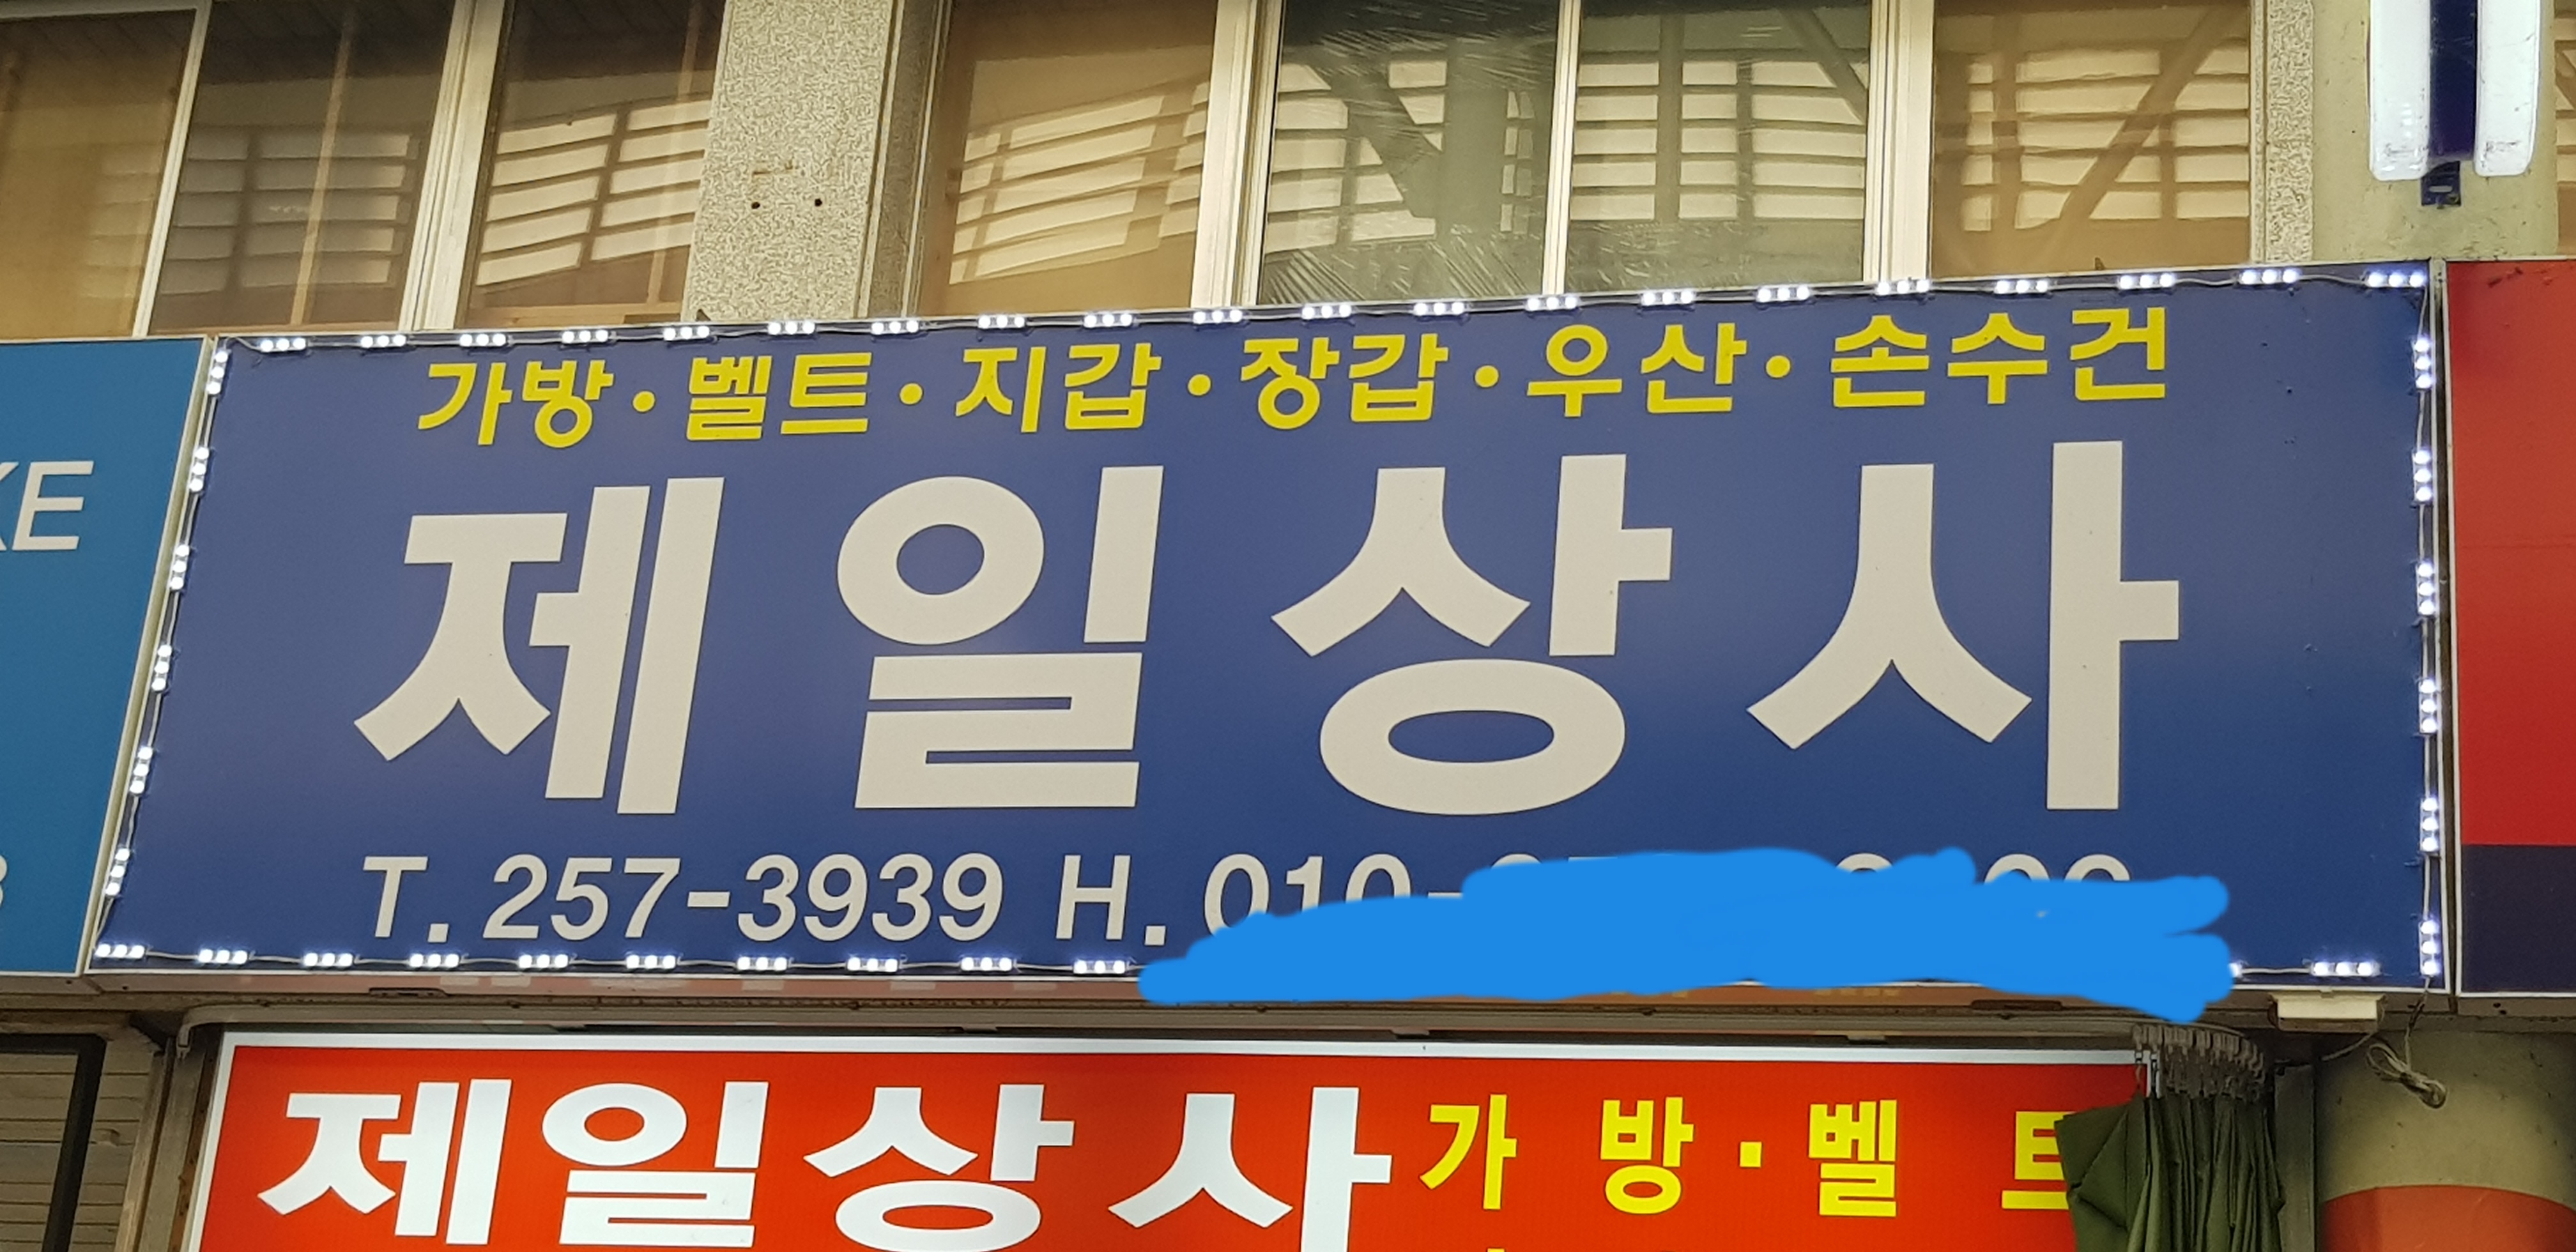 가방·벨트·지갑·장갑·우산·손수건
제일상사
T. 257-3939 H. 010-
KE
제일상사 가방·벨트